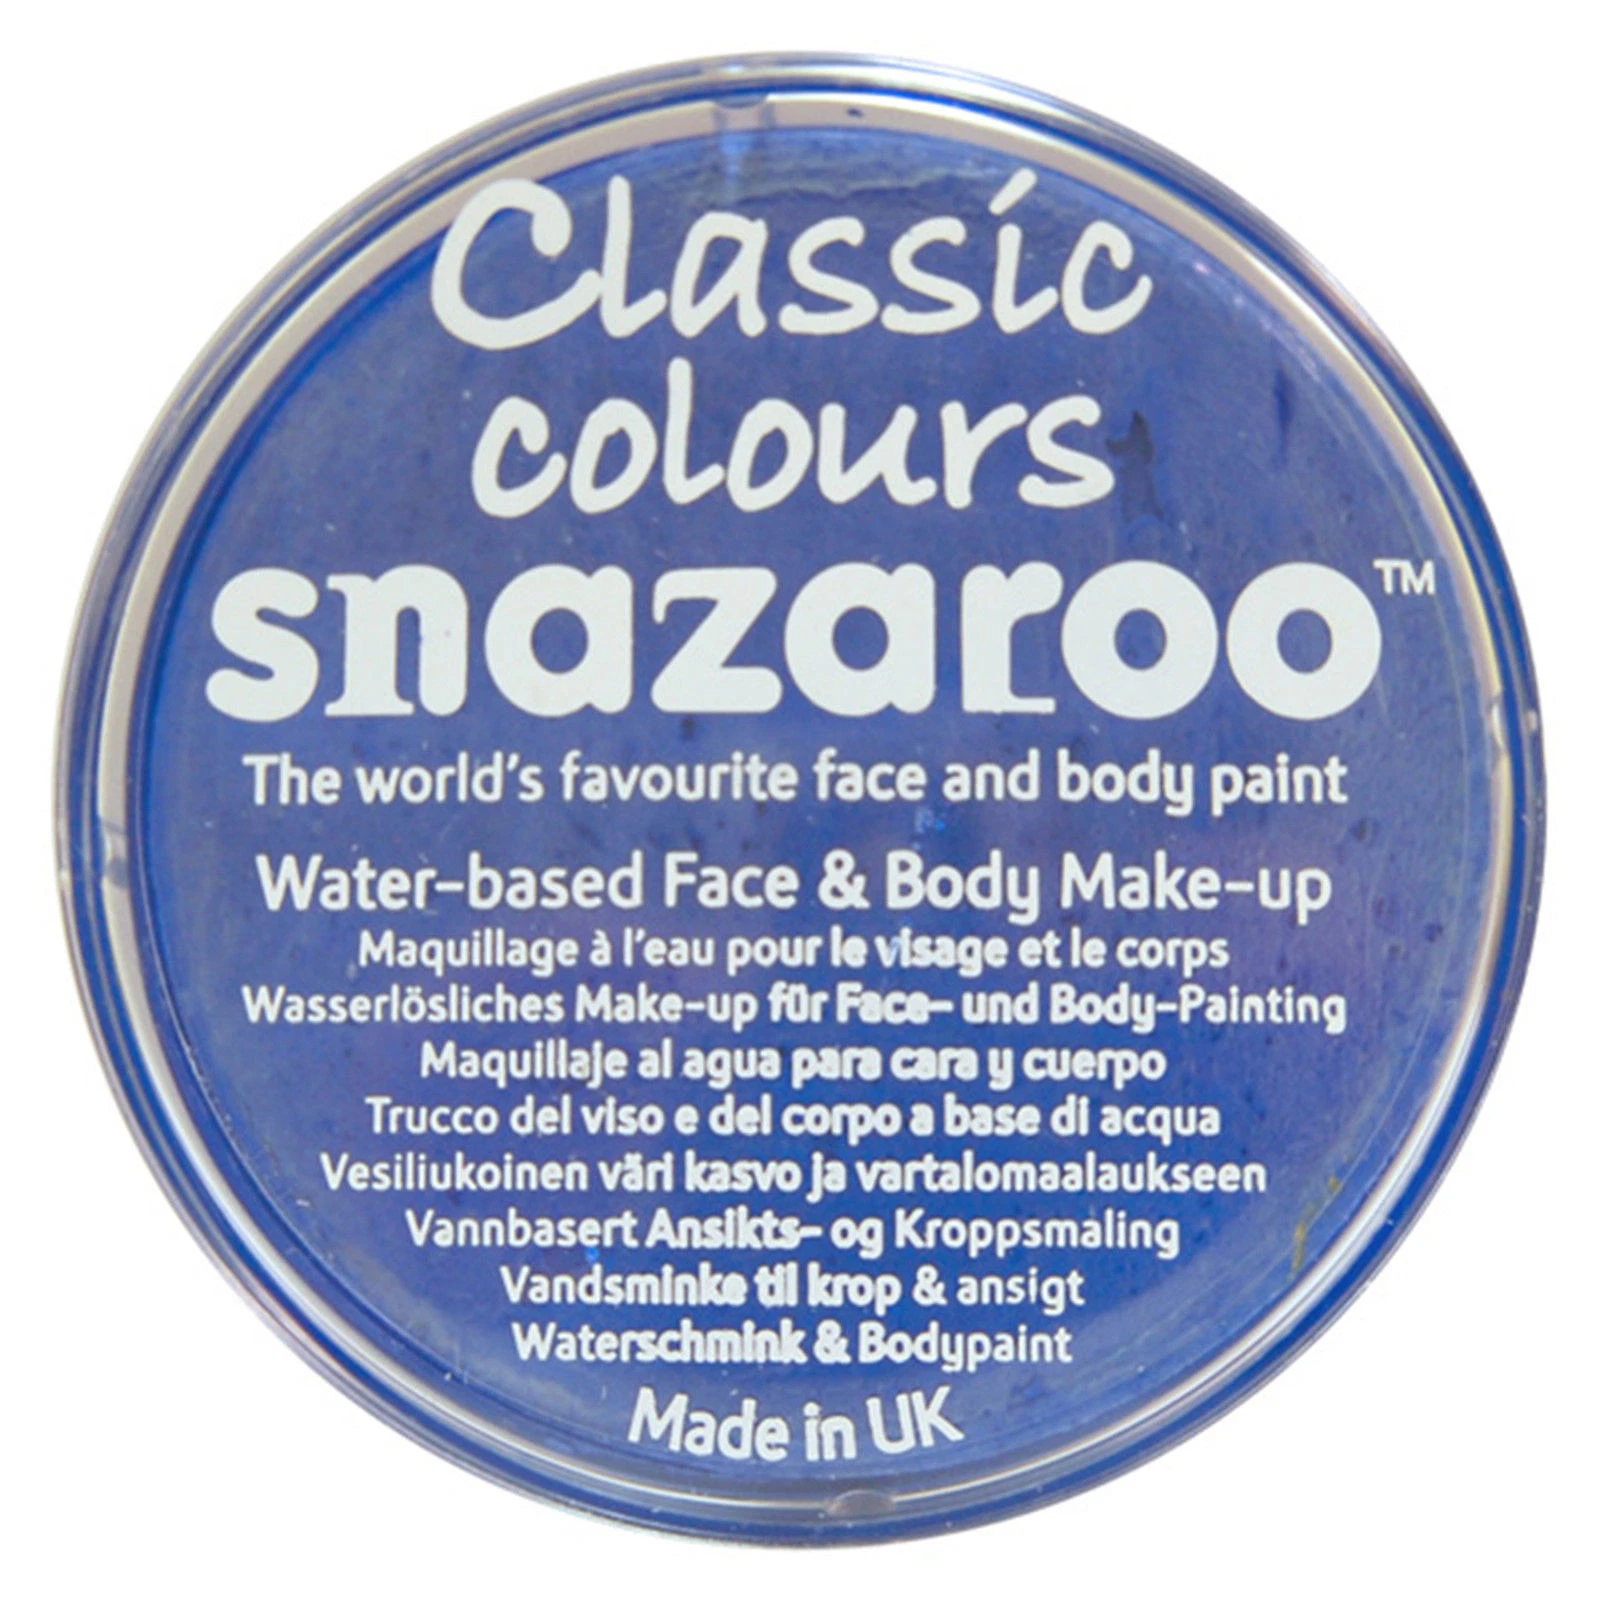 Classic
colours
snazaroo™
The world's favourite face and body paint
Water-based Face & Body Make-up
Maquillage à l'eau pour le visage et le corps
Wasserlösliches Make-up für Face- und Body-Painting
Maquillaje al agua para cara y cuerpo
Trucco del viso e del corpo a base di acqua
Vesiliukoinen väri kasvo ja vartalomaalaukseen
Vannbasert Ansikts- og Kroppsmaling
Vandsminke til krop & ansigt
Waterschmink & Bodypaint
Made in UK